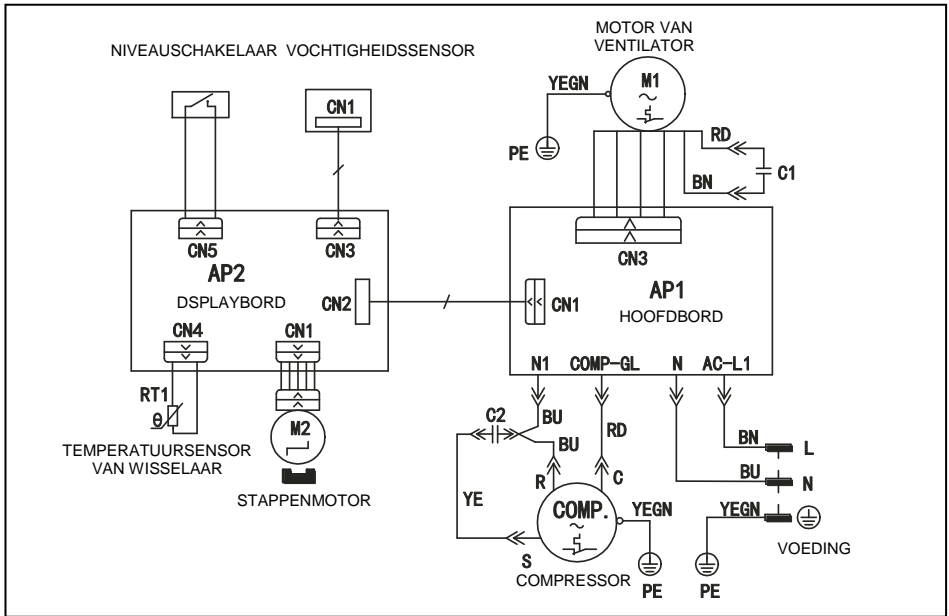 NIVEAUSCHAKELAAR VOCHTIGHEIDSSENSOR
MOTOR VAN
VENTILATOR
CN1
YEGN
M1
PE
RD
BN
C1
CN5
CN3
CN3
AP2
DSPLAYBORD
CN2
CN1
AP1
HOOFDBORD
CN4
CN1
N1
COMP-GL
N
AC-L1
RT1
θ
M2
C2
BU
BU
RD
BN
L
BU
N
TEMPERATUURSENSOR
VAN WISSELAAR
STAPPENMOTOR
YE
R
C
COMP.
YEGN
YEGN
S
COMPRESSOR
PE
PE
VOEDING